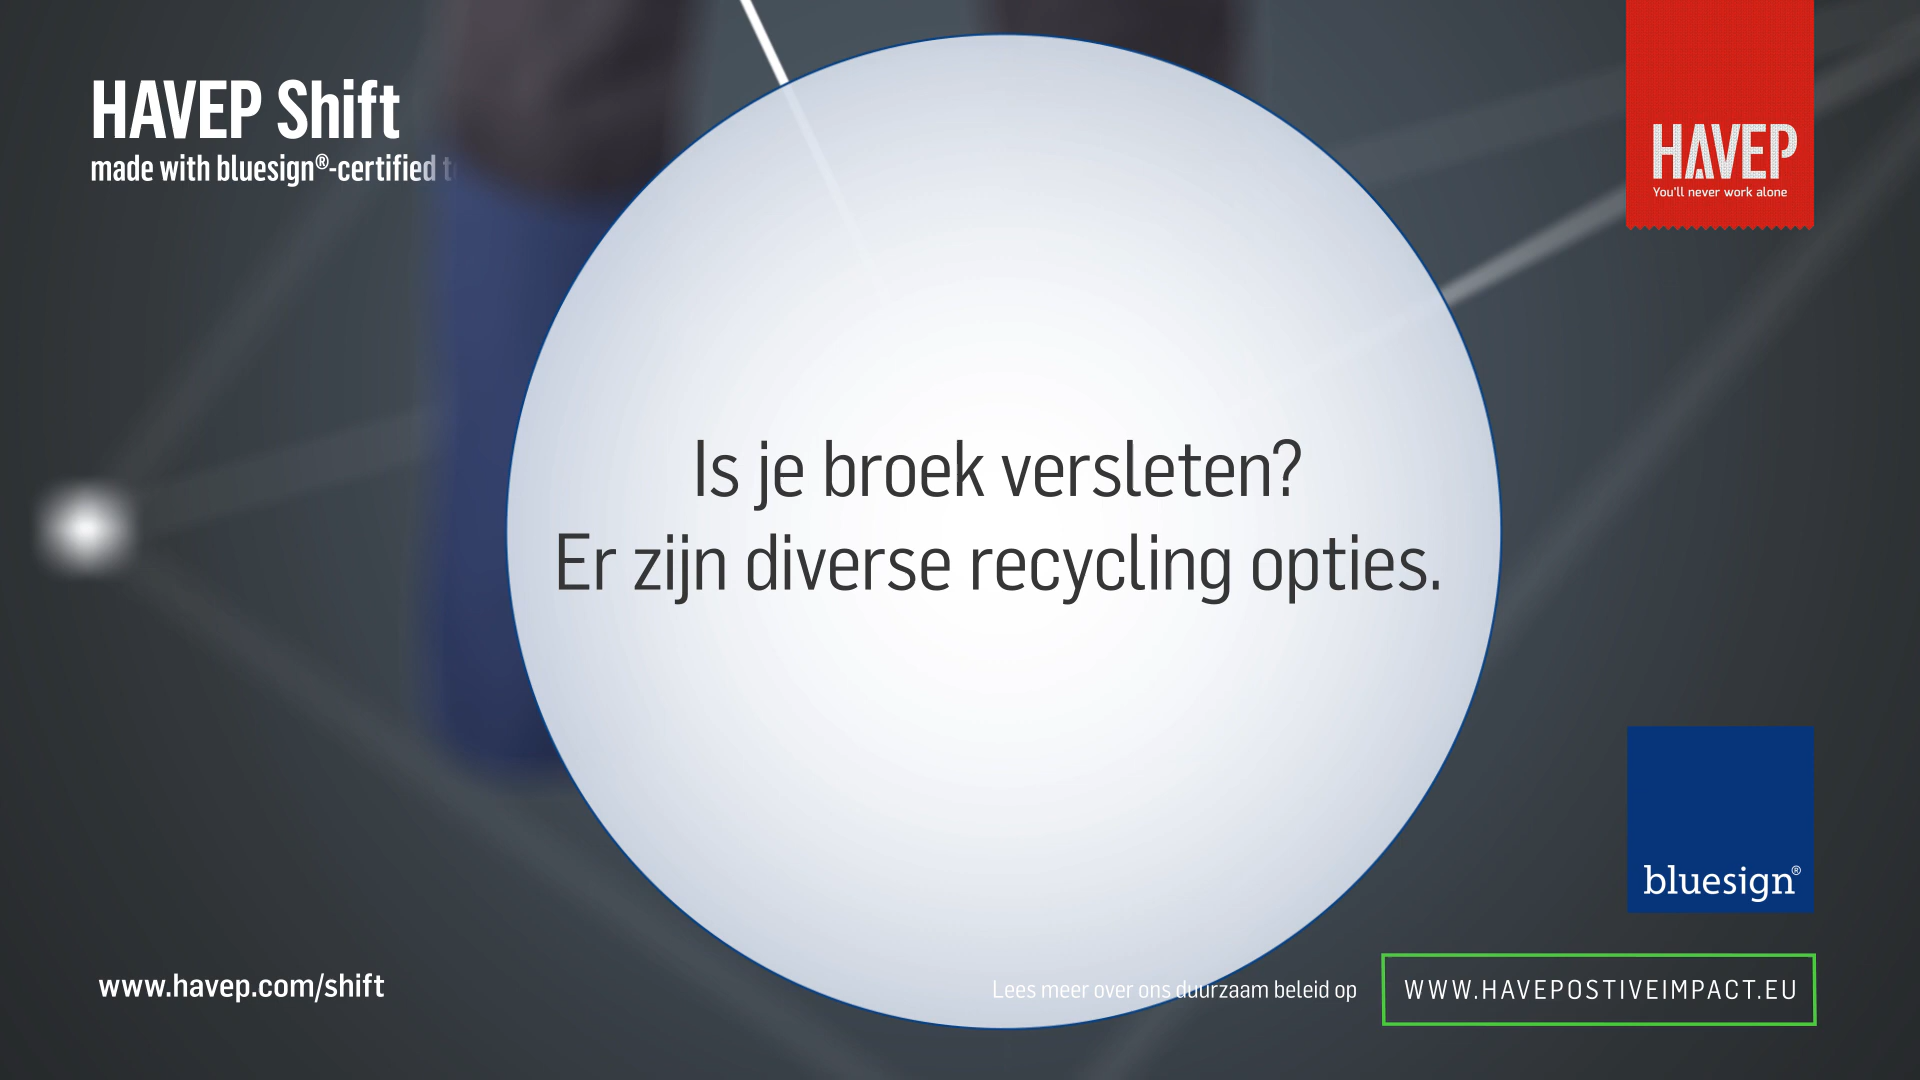 HAVEP Shift
made with bluesign®-certified
HAVEP
You'll never work alone
Is je broek versleten?
Er zijn diverse recycling opties.
bluesign®
www.havep.com/shift
Lees meer over ons duurzaam beleid op
WWW.HAVEPOSTIVEIMPACT.EU